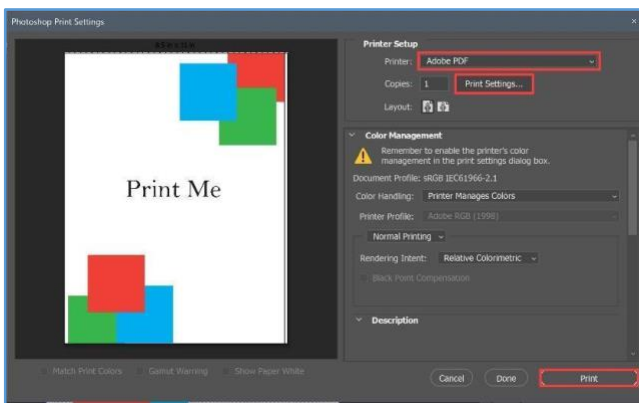 Photoshop Print Settings
Print Me
Match Print Colors Gamut Warning Show Paper White
Printer Setup
Printer: Adobe PDF
Copies: 1 Print Settings...
Layout:
Color Management
Remember to enable the printer's color
management in the print settings dialog box.
Document Profile: sRGB IEC61966-2.1
Color Handling: Printer Manages Colors
Printer Profile: Adobe RGB (1998)
Normal Printing
Rendering Intent: Relative Colorimetric
Black Point Compensation
Description
Cancel Done Print